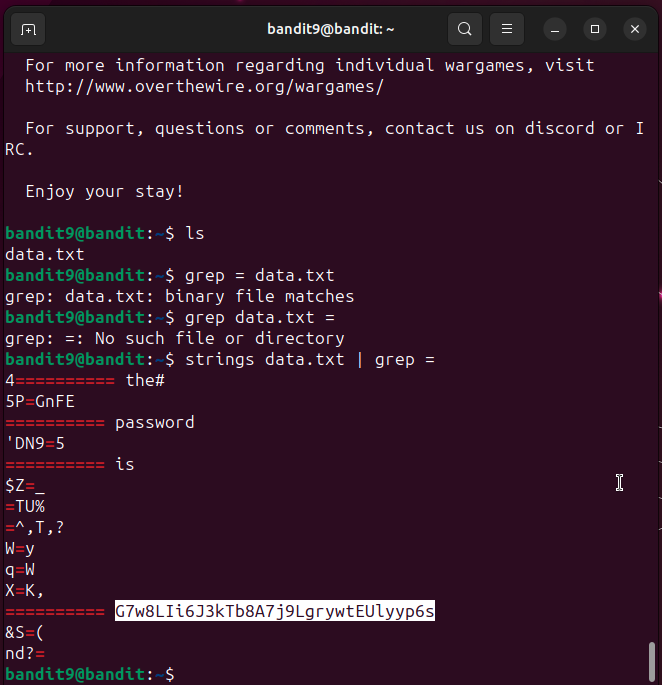 bandit9@bandit: ~
For more information regarding individual wargames, visit
http://www.overthewire.org/wargames/
For support, questions or comments, contact us on discord or I
RC.
Enjoy your stay!
bandit9@bandit:~$ ls
data.txt
bandit9@bandit:~$ grep = data.txt
grep: data.txt: binary file matches
bandit9@bandit:~$ grep data.txt =
grep: =: No such file or directory
bandit9@bandit:~$ strings data.txt | grep =
4========== the#
5P=GnFE
========== password
'DN9=5
========== is
$Z=_
=TU%
=^,T,?
W=y
q=W
X=K,
========== G7w8LIi6J3kTb8A7j9LgrywtEUlyyp6s
&S=(
nd?=
bandit9@bandit:~$